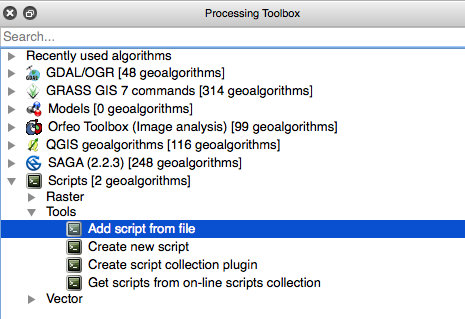 Processing Toolbox
Search...
Recently used algorithms
GDAL/OGR [48 geoalgorithms]
GRASS GIS 7 commands [314 geoalgorithms]
Models [0 geoalgorithms]
Orfeo Toolbox (Image analysis) [99 geoalgorithms]
QGIS geoalgorithms [116 geoalgorithms]
SAGA (2.2.3) [248 geoalgorithms]
Scripts [2 geoalgorithms]
Raster
Tools
Add script from file
Create new script
Create script collection plugin
Get scripts from on-line scripts collection
Vector